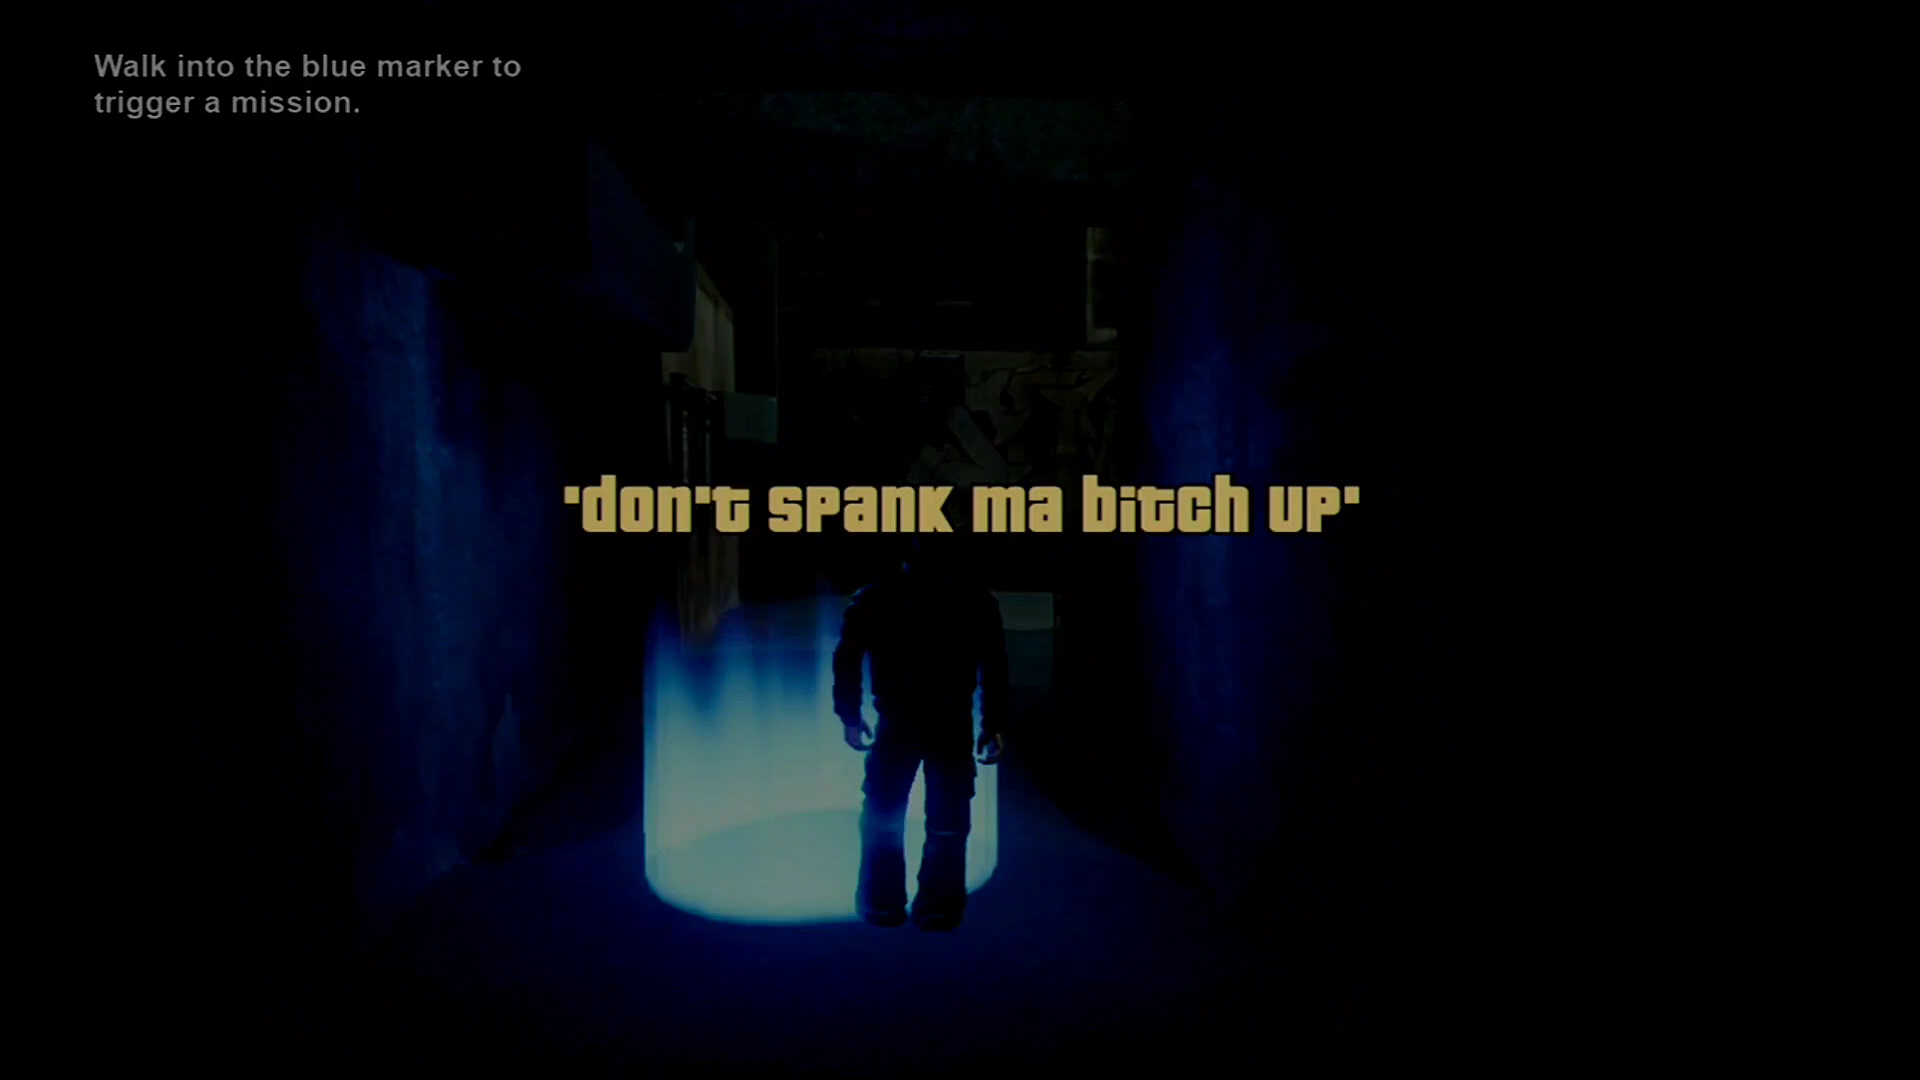 Walk into the blue marker to
trigger a mission.
'don't spank ma bitch up'